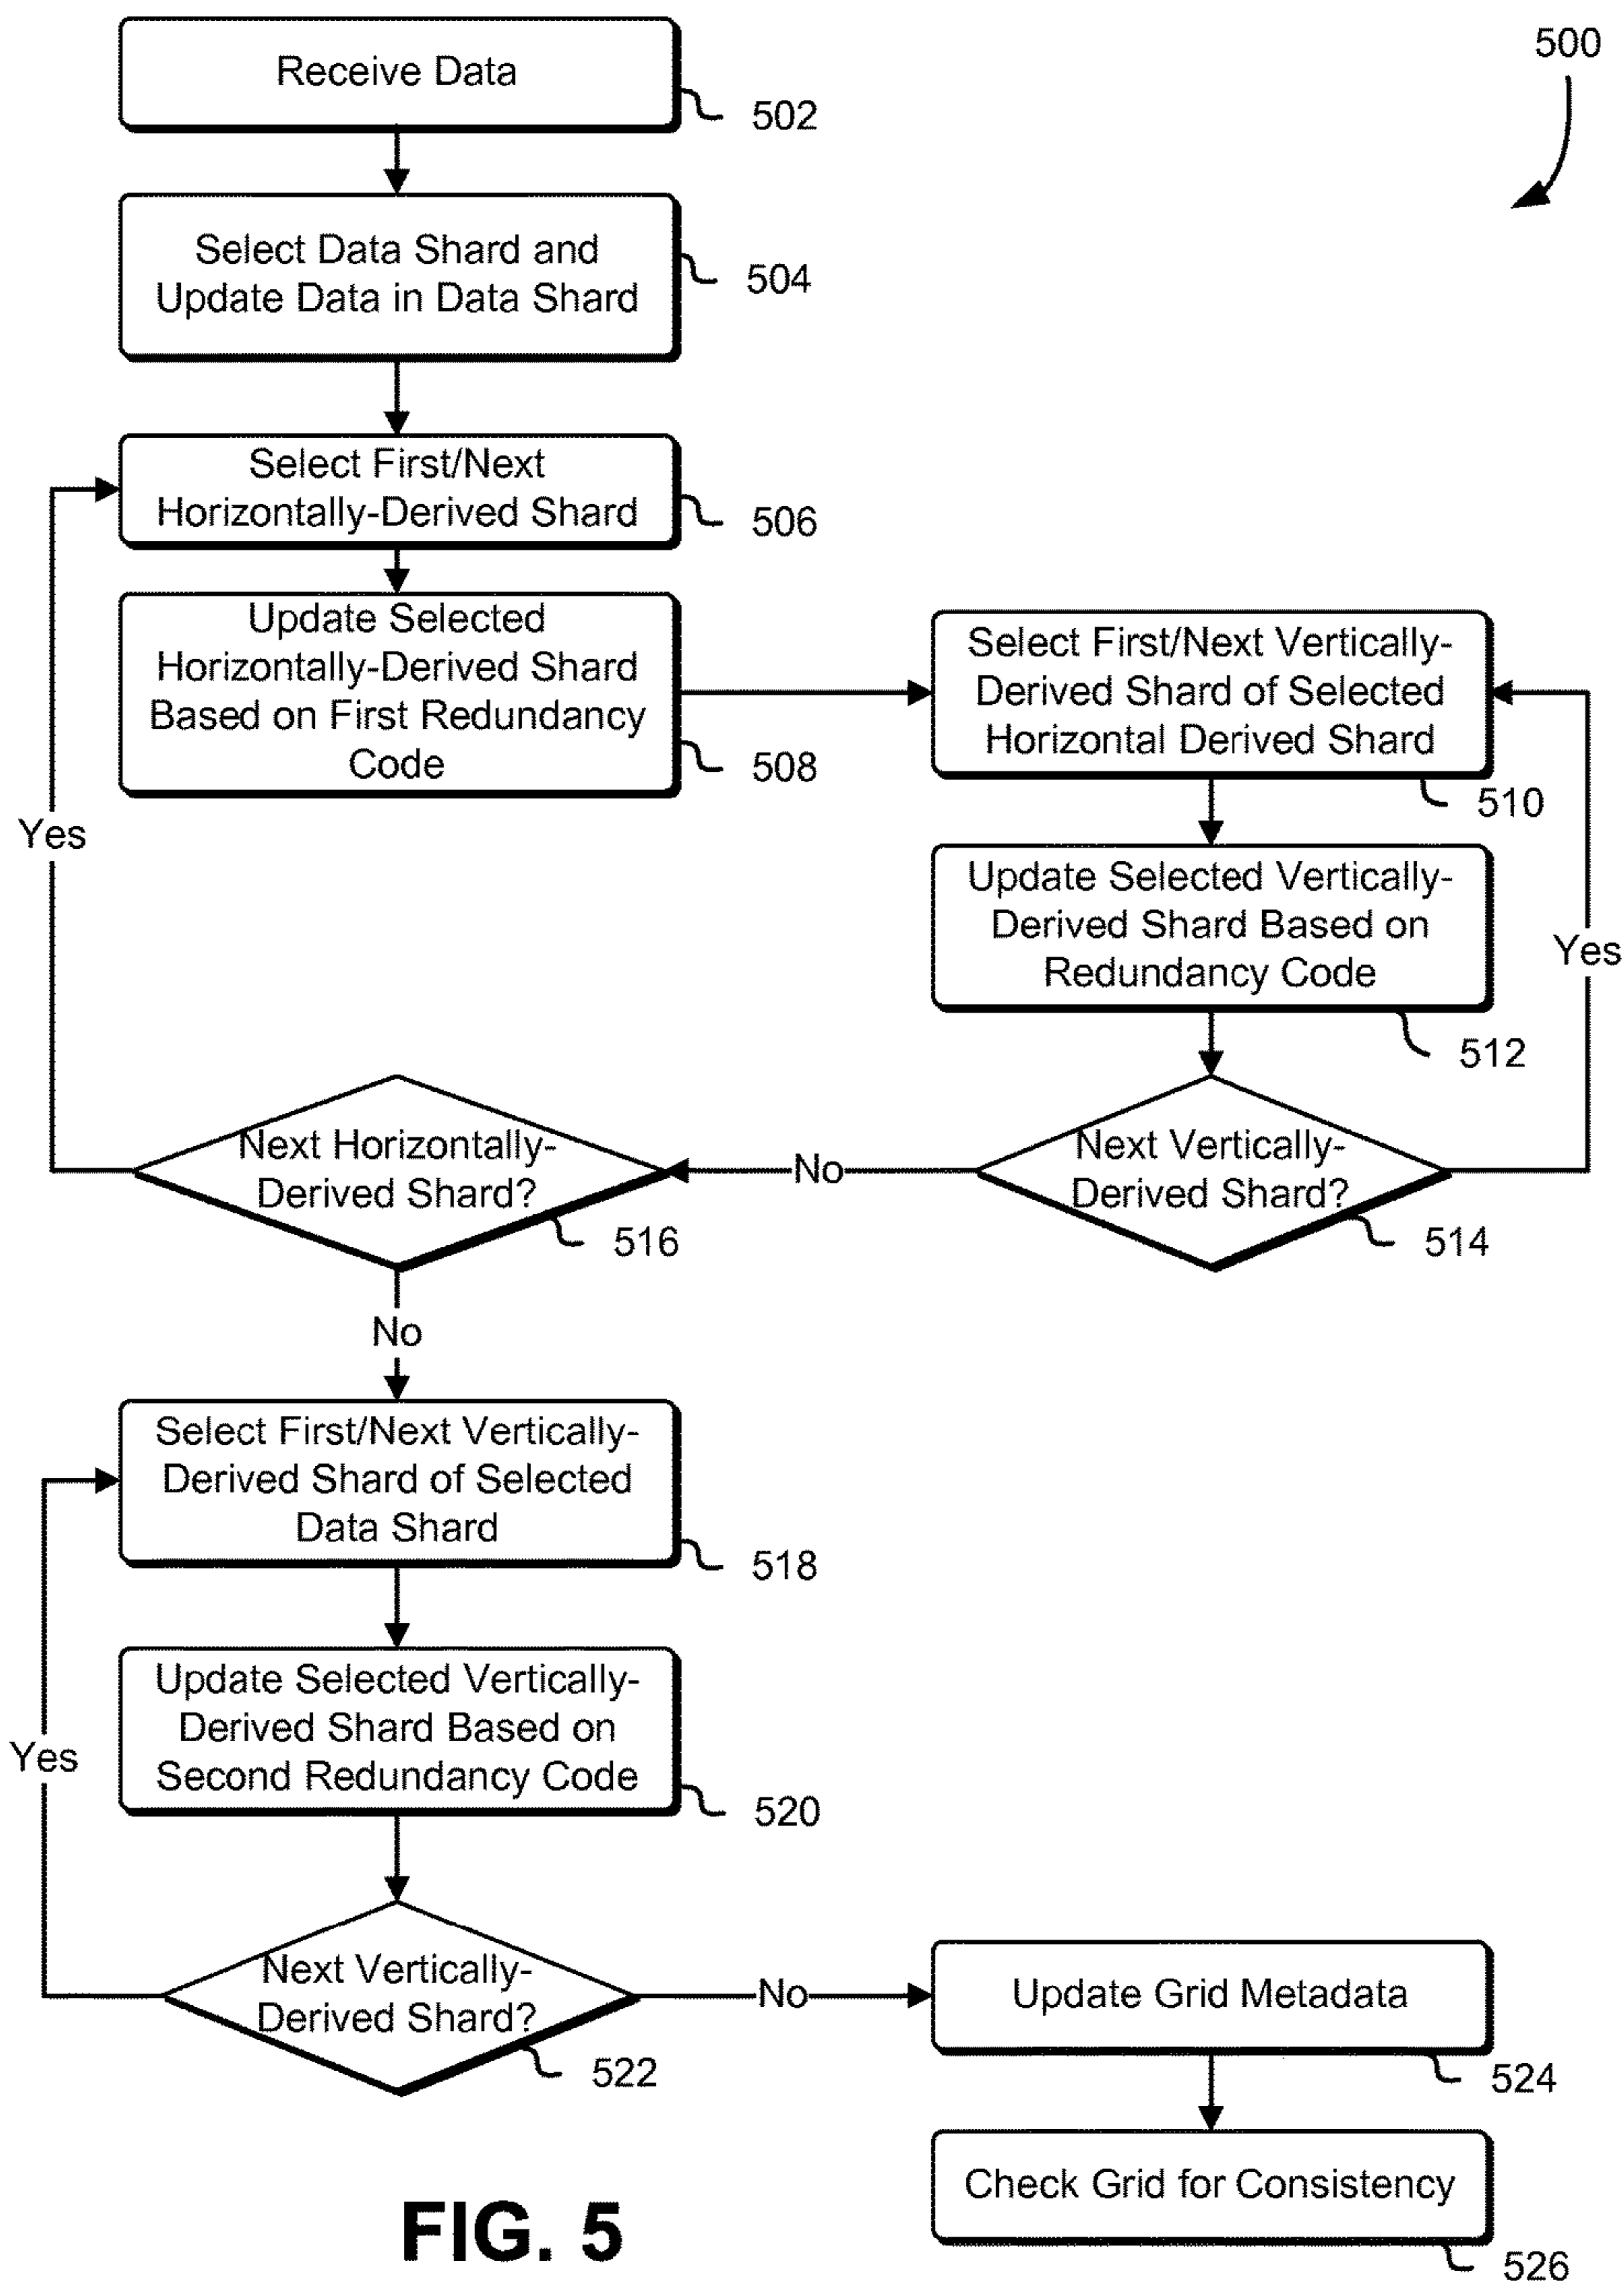 500
Receive Data
502
Select Data Shard and
Update Data in Data Shard
504
Select First/Next
Horizontally-Derived Shard
506
Update Selected
Horizontally-Derived Shard
Based on First Redundancy
Code
508
Select First/Next Vertically-
Derived Shard of Selected
Horizontal Derived Shard
510
Update Selected Vertically-
Derived Shard Based on
Redundancy Code
512
Yes
Yes
Next Vertically-
Derived Shard?
514
No
Next Horizontally-
Derived Shard?
516
No
Select First/Next Vertically-
Derived Shard of Selected
Data Shard
518
Update Selected Vertically-
Derived Shard Based on
Second Redundancy Code
520
Yes
Next Vertically-
Derived Shard?
522
No
Update Grid Metadata
524
Check Grid for Consistency
526
FIG. 5